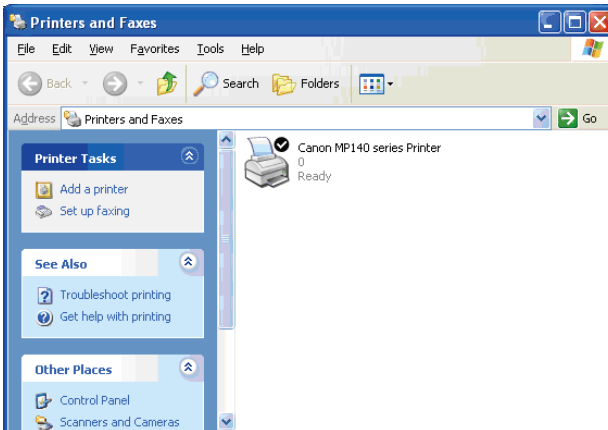 Printers and Faxes
File Edit View Favorites Tools Help
Back Search Folders
Address Printers and Faxes Go
Printer Tasks
Add a printer
Set up faxing
See Also
Troubleshoot printing
Get help with printing
Other Places
Control Panel
Scanners and Cameras
Canon MP140 series Printer
0
Ready